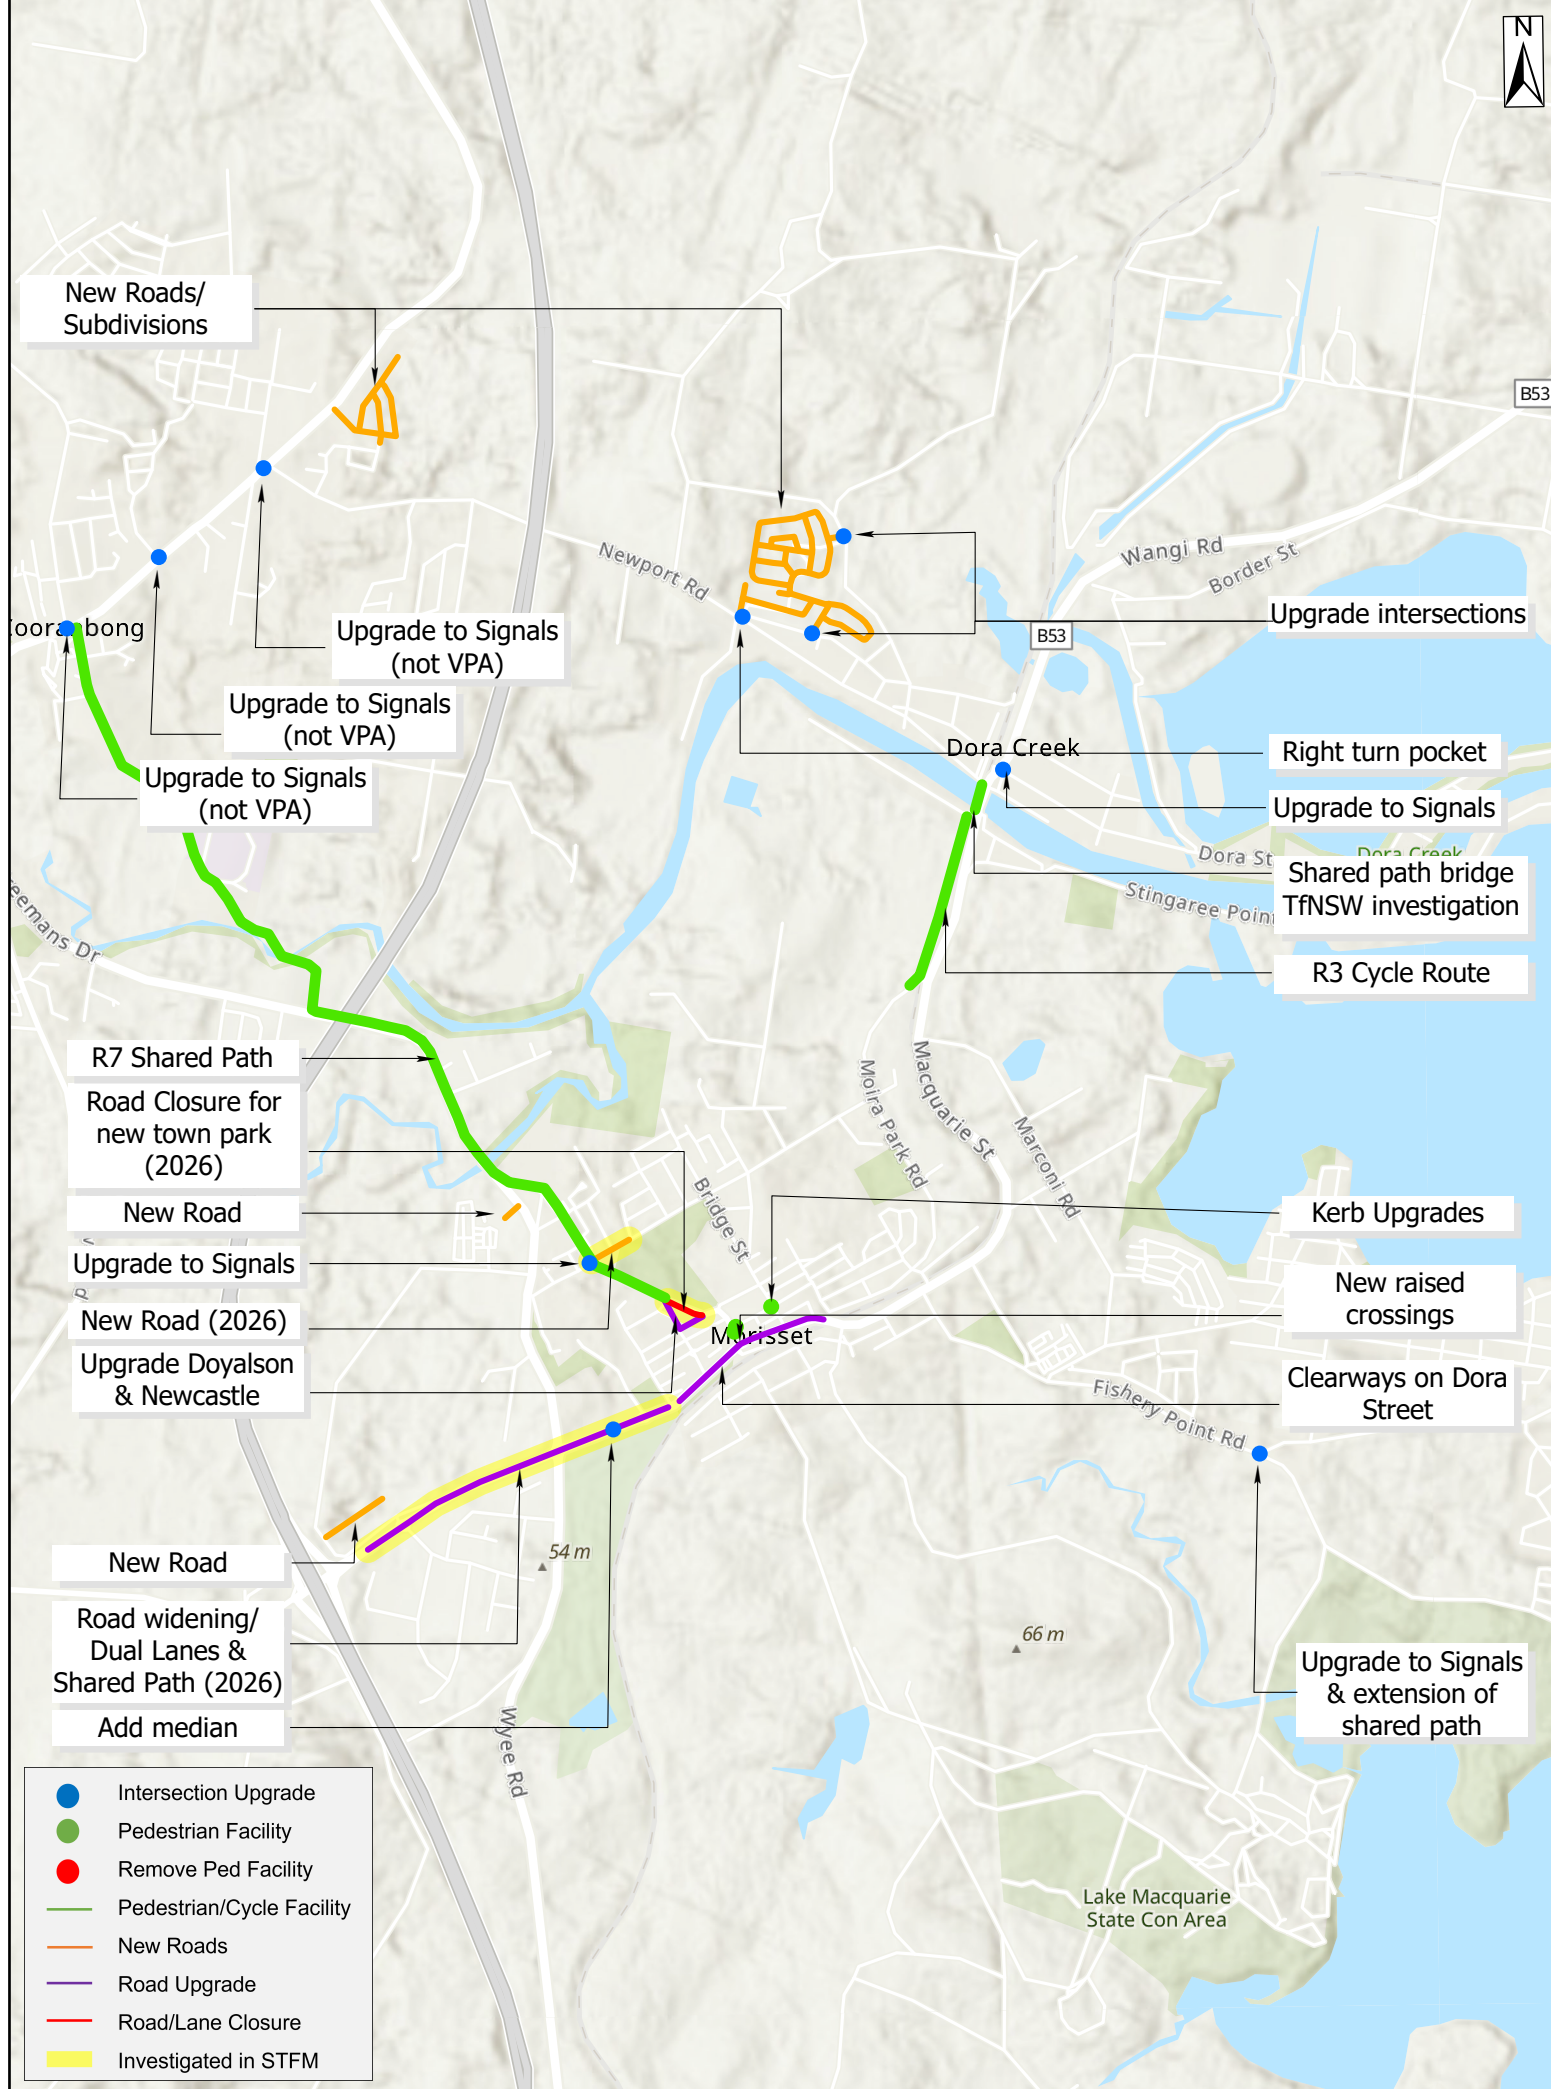 N
New Roads/
Subdivisions
B53
Newport Rd
Wangi Rd
Border St
Upgrade intersections
B53
Upgrade to Signals
(not VPA)
Upgrade to Signals
(not VPA)
Upgrade to Signals
(not VPA)
Dora Creek
Right turn pocket
Upgrade to Signals
Dora St
Dora Creek
Shared path bridge
TfNSW investigation
Stingaree Point
R3 Cycle Route
eemans Dr
R7 Shared Path
Road Closure for
new town park
(2026)
Moira Park Rd
Macquarie St
Marconi Rd
Bridge St
New Road
Kerb Upgrades
Upgrade to Signals
New raised
crossings
New Road (2026)
Morisset
Upgrade Doyalson
& Newcastle
Clearways on Dora
Street
Fishery Point Rd
New Road
54 m
Road widening/
Dual Lanes &
Shared Path (2026)
66 m
Upgrade to Signals
& extension of
shared path
Add median
Wyee Rd
Lake Macquarie
State Con Area
Intersection Upgrade
Pedestrian Facility
Remove Ped Facility
Pedestrian/Cycle Facility
New Roads
Road Upgrade
Road/Lane Closure
Investigated in STFM